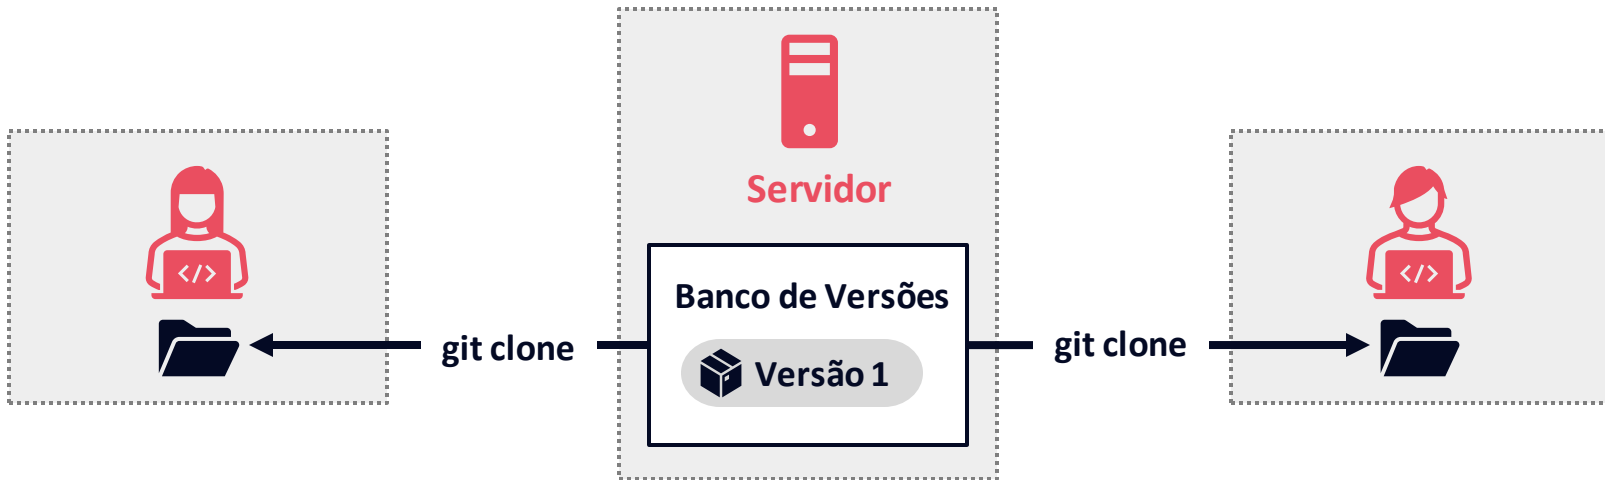 Servidor
Banco de Versões
git clone
git clone
Versão 1
</>
</>